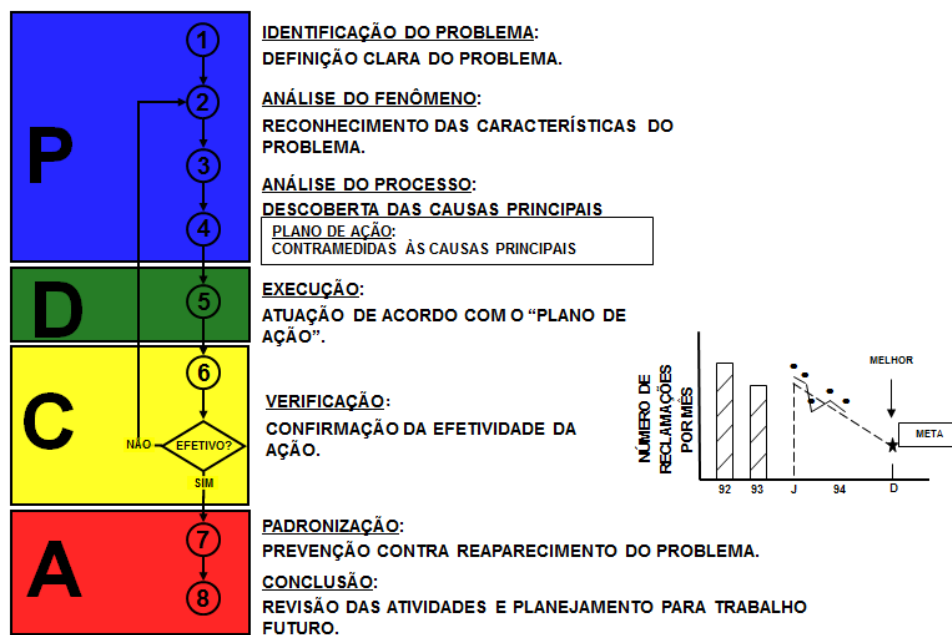 P
1
2
3
4
IDENTIFICAÇÃO DO PROBLEMA:
DEFINIÇÃO CLARA DO PROBLEMA.
ANÁLISE DO FENÔMENO:
RECONHECIMENTO DAS CARACTERÍSTICAS DO
PROBLEMA.
ANÁLISE DO PROCESSO:
DESCOBERTA DAS CAUSAS PRINCIPAIS
PLANO DE AÇÃO:
CONTRAMEDIDAS ÀS CAUSAS PRINCIPAIS
D
5
EXECUÇÃO:
ATUAÇÃO DE ACORDO COM O “PLANO DE
AÇÃO”.
C
6
EFETIVO?
NÃO
SIM
VERIFICAÇÃO:
CONFIRMAÇÃO DA EFETIVIDADE DA
AÇÃO.
NÚMERO DE
RECLAMAÇÕES
POR MÊS
MELHOR
META
92 93 J 94 D
A
7
8
PADRONIZAÇÃO:
PREVENÇÃO CONTRA REAPARECIMENTO DO PROBLEMA.
CONCLUSÃO:
REVISÃO DAS ATIVIDADES E PLANEJAMENTO PARA TRABALHO
FUTURO.